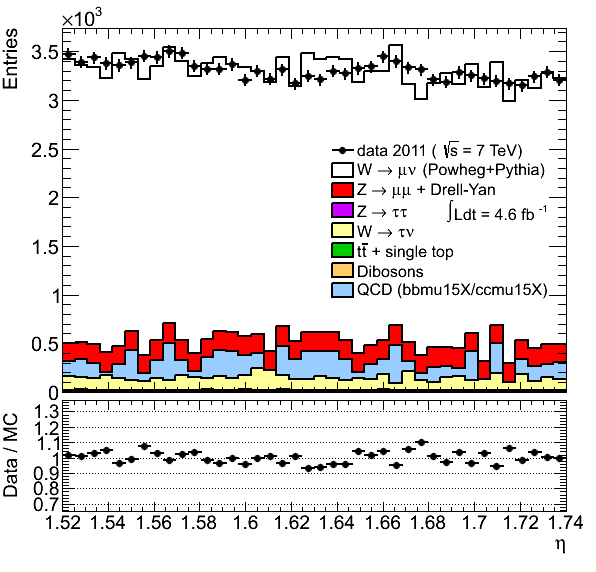 ×10³
Entries
3.5
3
2.5
2
1.5
1
0.5
0
data 2011 ( √s = 7 TeV)
W → μν (Powheg+Pythia)
Z → μμ + Drell-Yan
Z → ττ
∫Ldt = 4.6 fb⁻¹
W → τν
tt̄ + single top
Dibosons
QCD (bbmu15X/ccmu15X)
Data / MC
1.3
1.2
1.1
1
0.9
0.8
0.7
1.52 1.54 1.56 1.58 1.6 1.62 1.64 1.66 1.68 1.7 1.72 1.74
η